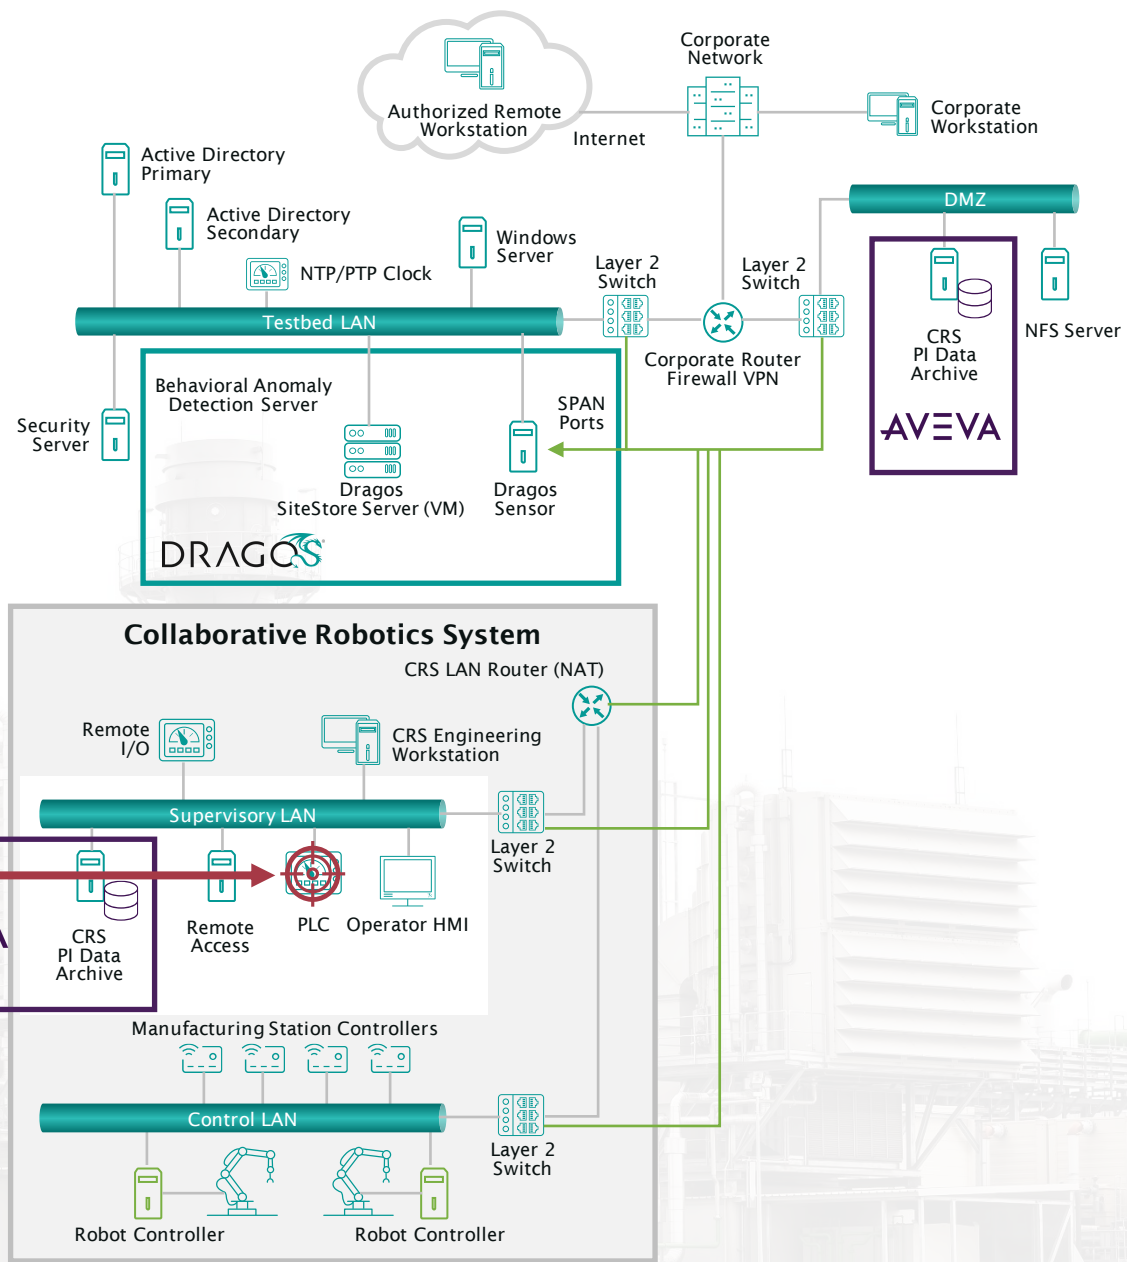 Corporate
Network
Authorized Remote
Workstation
Internet
Corporate
Workstation
Active Directory
Primary
Active Directory
Secondary
NTP/PTP Clock
Windows
Server
Layer 2
Switch
Layer 2
Switch
DMZ
Testbed LAN
Corporate Router
Firewall VPN
CRS
PI Data
Archive
NFS Server
AVEVA
Security
Server
Behavioral Anomaly
Detection Server
SPAN
Ports
Dragos
SiteStore Server (VM)
Dragos
Sensor
DRAGOS
Collaborative Robotics System
CRS LAN Router (NAT)
Remote
I/O
CRS Engineering
Workstation
Supervisory LAN
Layer 2
Switch
CRS
PI Data
Archive
Remote
Access
PLC
Operator HMI
Manufacturing Station Controllers
Control LAN
Layer 2
Switch
Robot Controller
Robot Controller